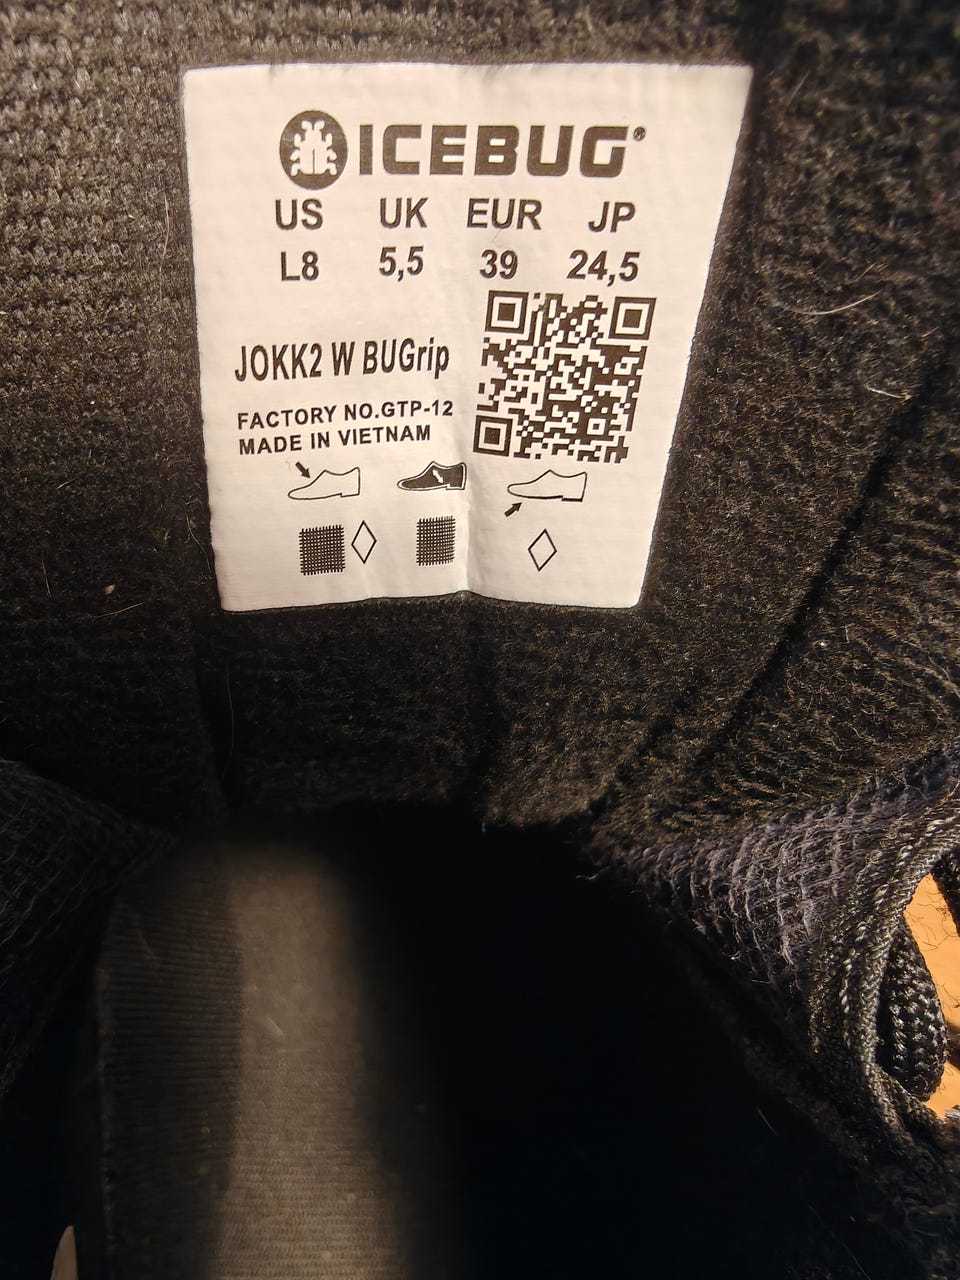 ICEBUG®
US UK EUR JP
L8 5,5 39 24,5
JOKK2 W BUGrip
FACTORY NO.GTP-12
MADE IN VIETNAM